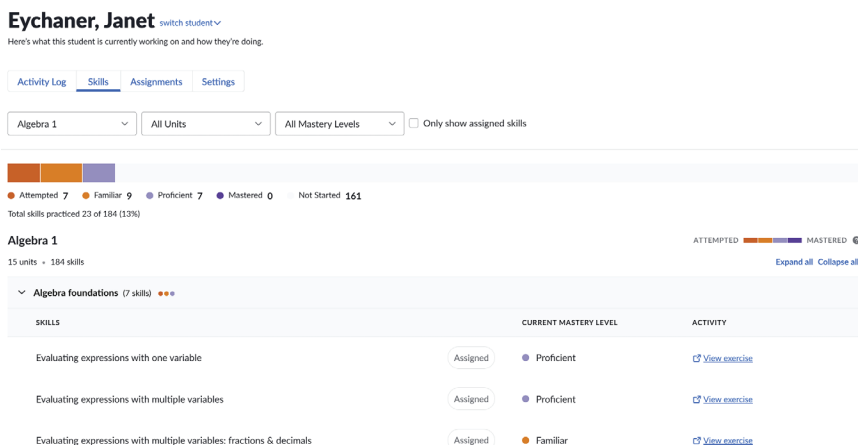 Eychaner, Janet switch student
Here's what this student is currently working on and how they're doing.
Activity Log Skills Assignments Settings
Algebra 1 All Units All Mastery Levels Only show assigned skills
Attempted 7 Familiar 9 Proficient 7 Mastered 0 Not Started 161
Total skills practiced 23 of 184 (13%)
Algebra 1 ATTEMPTED MASTERED
15 units • 184 skills Expand all Collapse all
Algebra foundations (7 skills)
SKILLS CURRENT MASTERY LEVEL ACTIVITY
Evaluating expressions with one variable Assigned Proficient View exercise
Evaluating expressions with multiple variables Assigned Proficient View exercise
Evaluating expressions with multiple variables: fractions & decimals Assigned Familiar View exercise